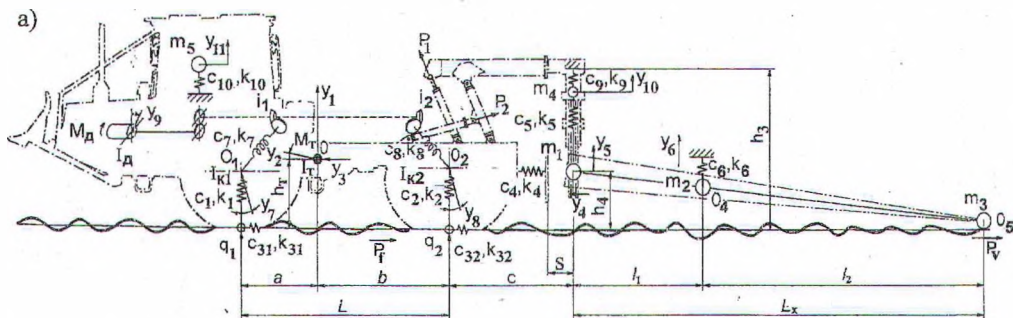 a)
m5
y11
c10, k10
y9
Mд
Iд
i1
c7, k7
O1
Iк1
c1, k1
y7
q1
c31, k31
y1
Mт
O
y2
Iт
y3
hт
Pf
i2
P1
P2
c8, k8
O2
Iк2
c2, k2
y8
q2
c32, k32
c9, k9
m4
y10
c5, k5
m1
y5
c4, k4
y4
h4
h3
y6
c6, k6
m2
O4
m3
O5
Pv
a
b
c
S
l1
l2
L
Lx